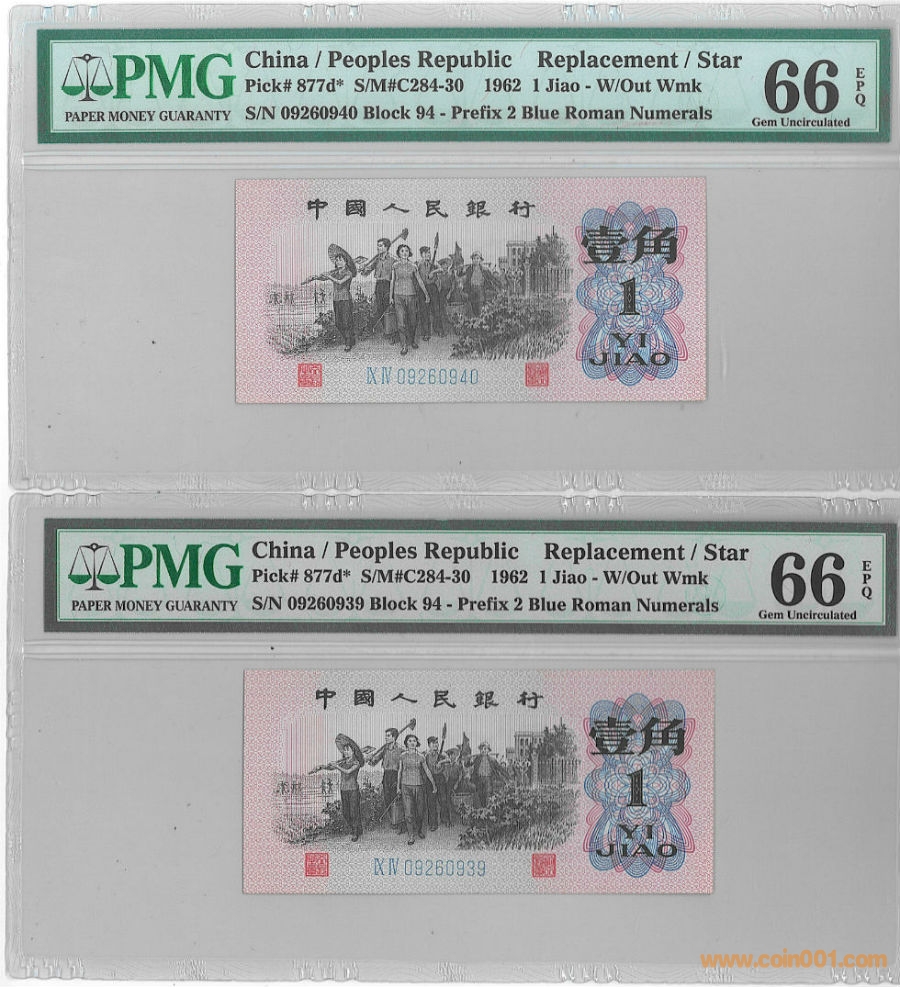 PMG
PAPER MONEY GUARANTY
China / Peoples Republic Replacement / Star
Pick# 877d* S/M#C284-30 1962 1 Jiao - W/Out Wmk
S/N 09260940 Block 94 - Prefix 2 Blue Roman Numerals
66 EPQ
Gem Uncirculated
中國人民銀行
壹角
1
YI
JIAO
IX IV 09260940
PMG
PAPER MONEY GUARANTY
China / Peoples Republic Replacement / Star
Pick# 877d* S/M#C284-30 1962 1 Jiao - W/Out Wmk
S/N 09260939 Block 94 - Prefix 2 Blue Roman Numerals
66 EPQ
Gem Uncirculated
中國人民銀行
壹角
1
YI
JIAO
IX IV 09260939
www.coin001.com